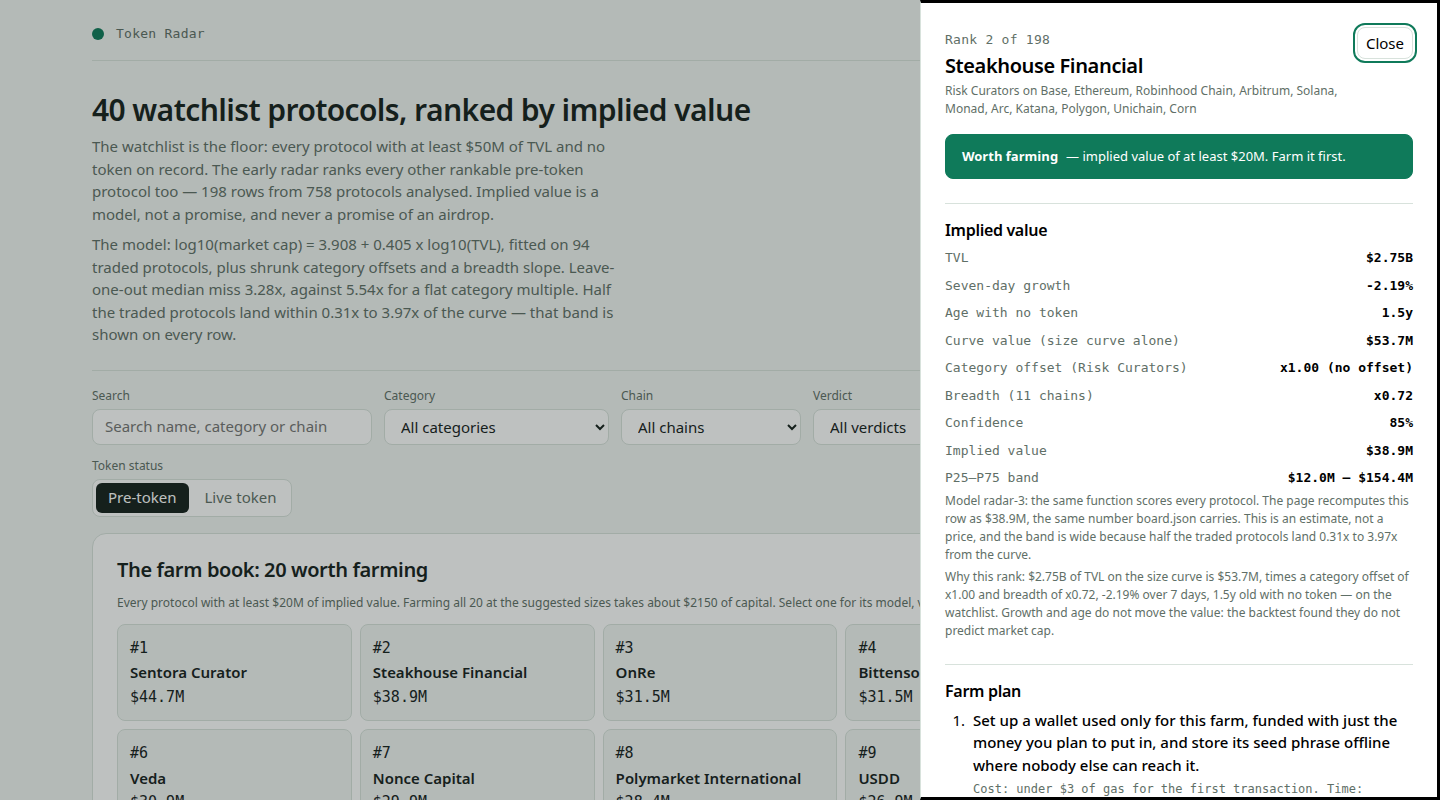 Token Radar
40 watchlist protocols, ranked by implied value
The watchlist is the floor: every protocol with at least $50M of TVL and no
token on record. The early radar ranks every other rankable pre-token
protocol too — 198 rows from 758 protocols analysed. Implied value is a
model, not a promise, and never a promise of an airdrop.
The model: log10(market cap) = 3.908 + 0.405 x log10(TVL), fitted on 94
traded protocols, plus shrunk category offsets and a breadth slope. Leave-
one-out median miss 3.28x, against 5.54x for a flat category multiple. Half
the traded protocols land within 0.31x to 3.97x of the curve — that band is
shown on every row.
Search
Category
Chain
Verdict
Search name, category or chain
All categories
All chains
All verdicts
Token status
Pre-token
Live token
The farm book: 20 worth farming
Every protocol with at least $20M of implied value. Farming all 20 at the suggested sizes takes about $2150 of capital. Select one for its model,
#1
Sentora Curator
$44.7M
#2
Steakhouse Financial
$38.9M
#3
OnRe
$31.5M
#4
$31.5M
#6
Veda
#7
Nonce Capital
#8
Polymarket International
#9
USDD
Rank 2 of 198
Close
Steakhouse Financial
Risk Curators on Base, Ethereum, Robinhood Chain, Arbitrum, Solana,
Monad, Arc, Katana, Polygon, Unichain, Corn
Worth farming — implied value of at least $20M. Farm it first.
Implied value
TVL $2.75B
Seven-day growth -2.19%
Age with no token 1.5y
Curve value (size curve alone) $53.7M
Category offset (Risk Curators) x1.00 (no offset)
Breadth (11 chains) x0.72
Confidence 85%
Implied value $38.9M
P25–P75 band $12.0M – $154.4M
Model radar-3: the same function scores every protocol. The page recomputes this
row as $38.9M, the same number board.json carries. This is an estimate, not a
price, and the band is wide because half the traded protocols land 0.31x to 3.97x
from the curve.
Why this rank: $2.75B of TVL on the size curve is $53.7M, times a category offset of
x1.00 and breadth of x0.72, -2.19% over 7 days, 1.5y old with no token — on the
watchlist. Growth and age do not move the value: the backtest found they do not
predict market cap.
Farm plan
1. Set up a wallet used only for this farm, funded with just the
money you plan to put in, and store its seed phrase offline
where nobody else can reach it.
Cost: under $3 of gas for the first transaction. Time: